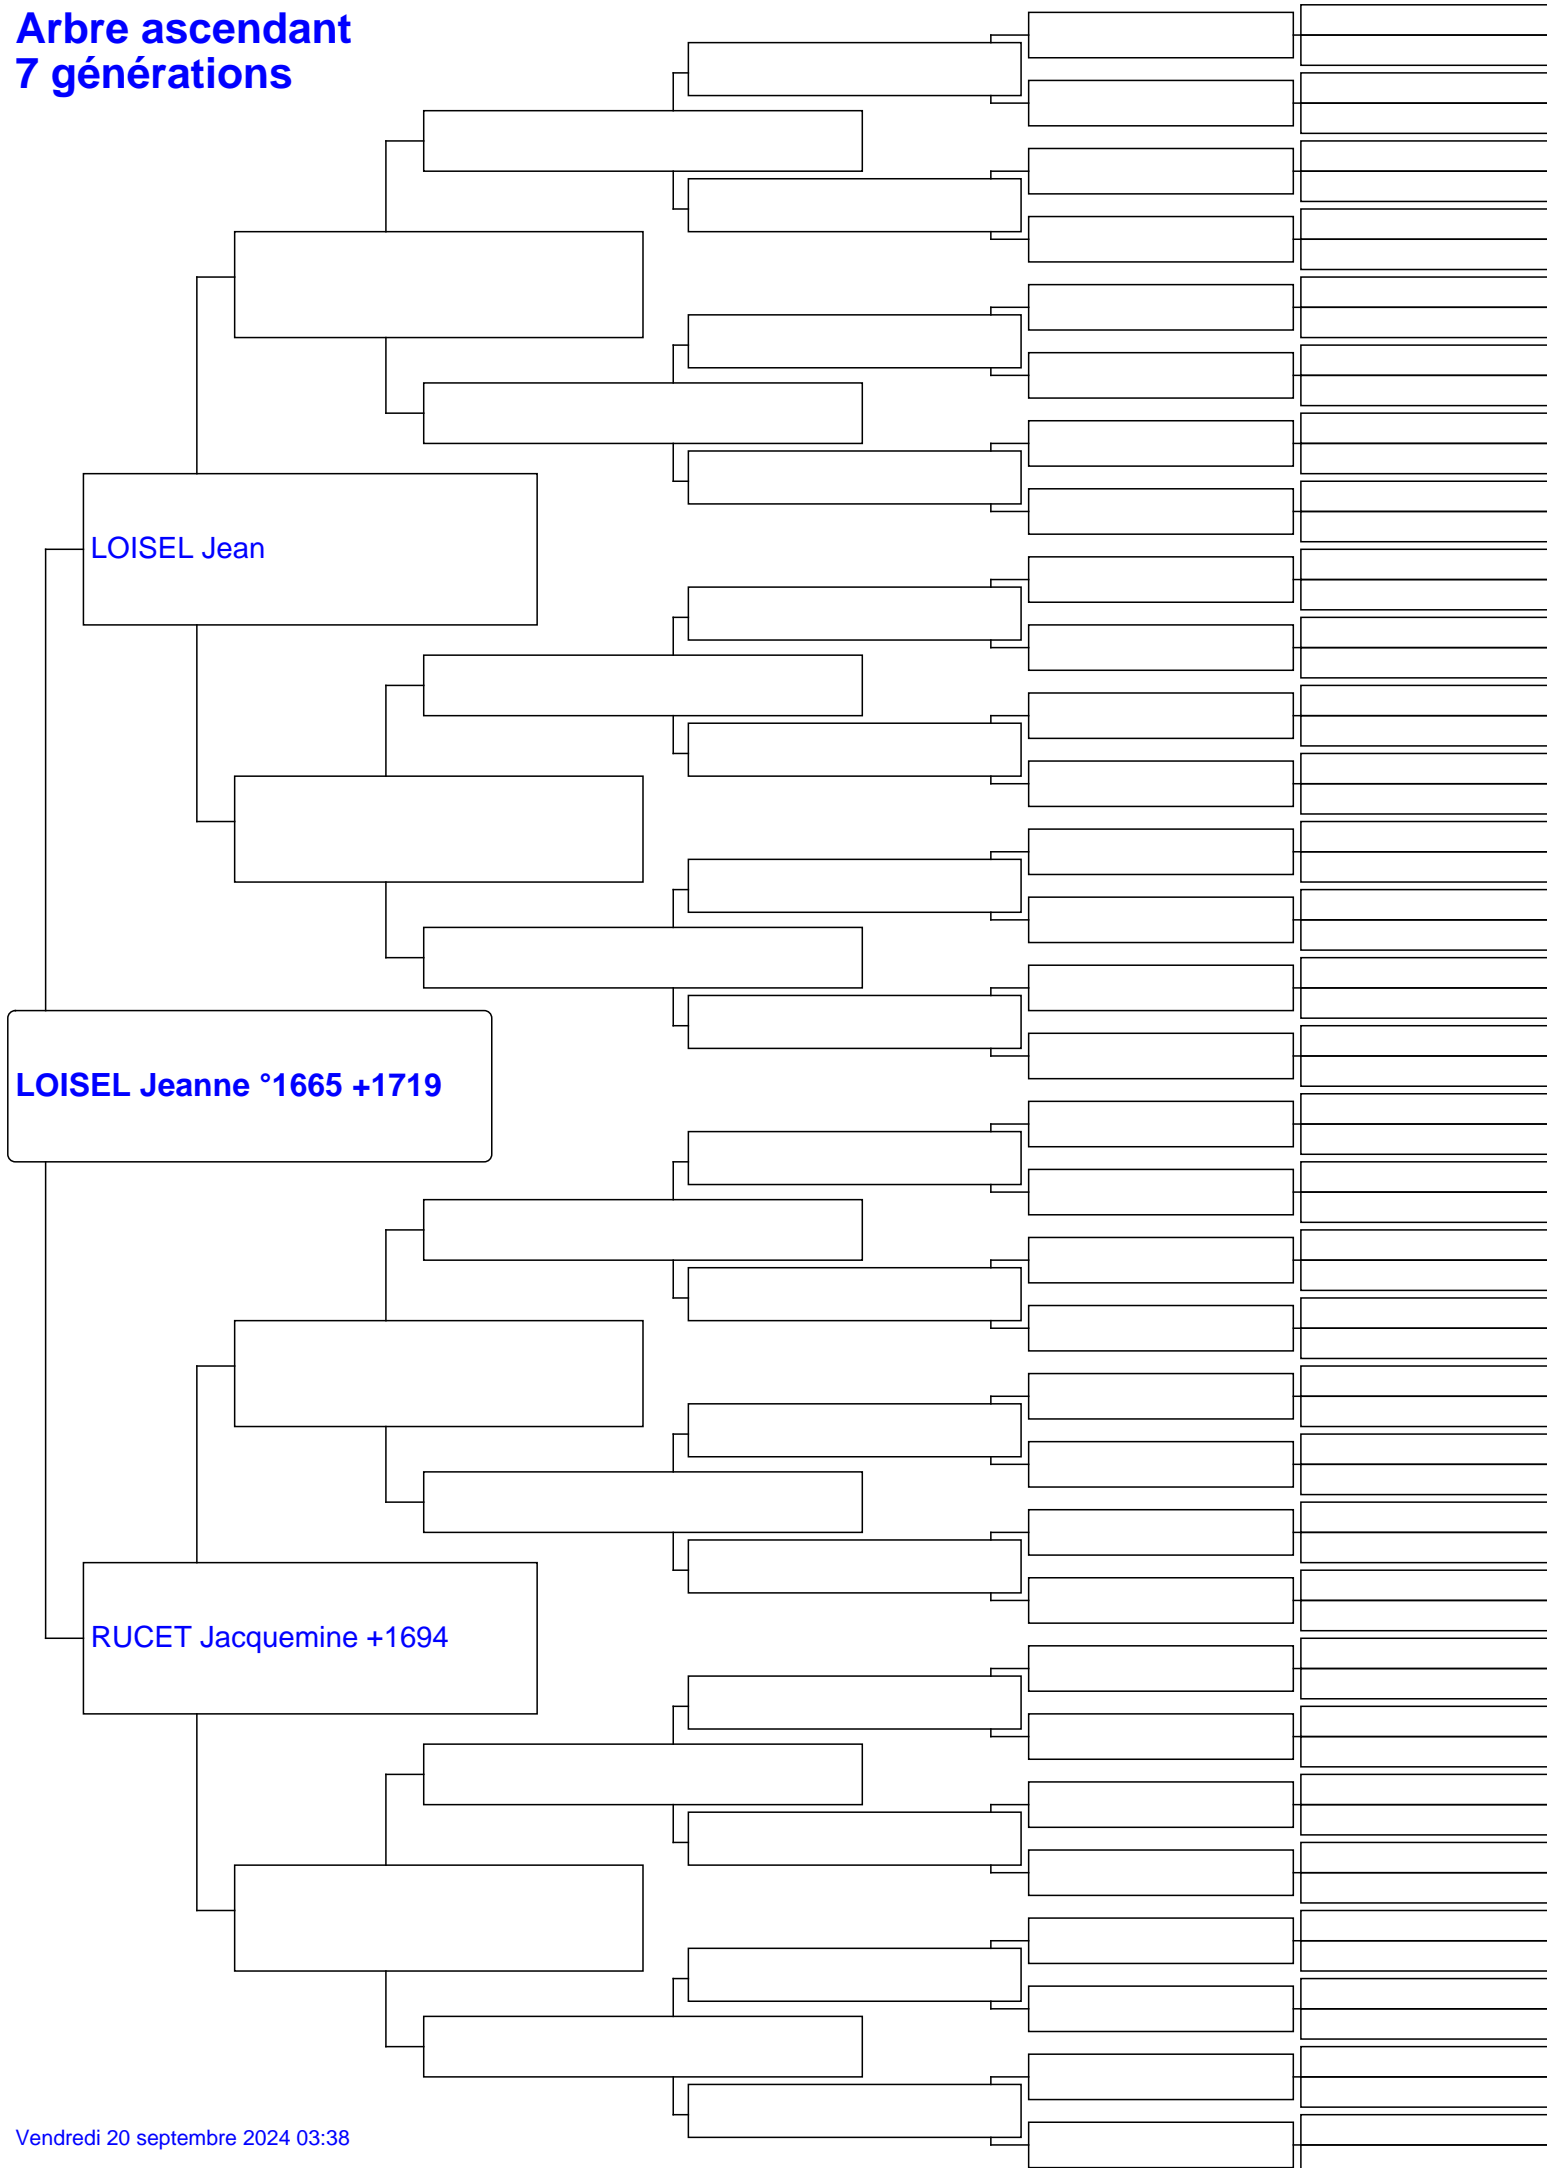 Arbre ascendant
7 générations
LOISEL Jean
LOISEL Jeanne °1665 +1719
RUCET Jacquemine +1694
Vendredi 20 septembre 2024 03:38